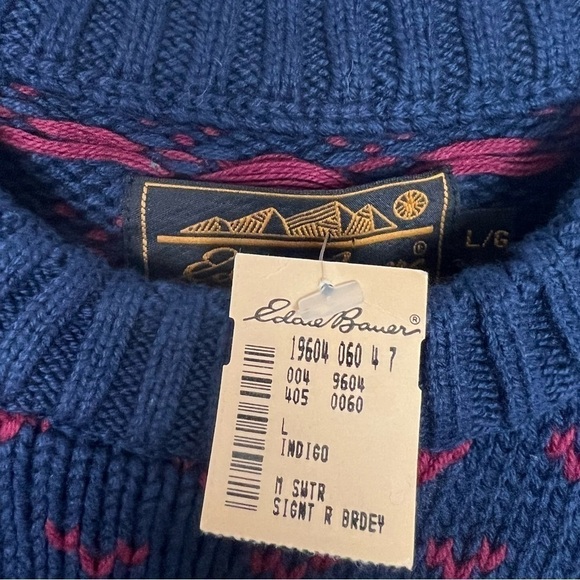 L/G
Eddie Bauer®
19604 060 4 7
004 9604
405 0060
L
INDIGO
M SWTR
SIGNT R BRDEY